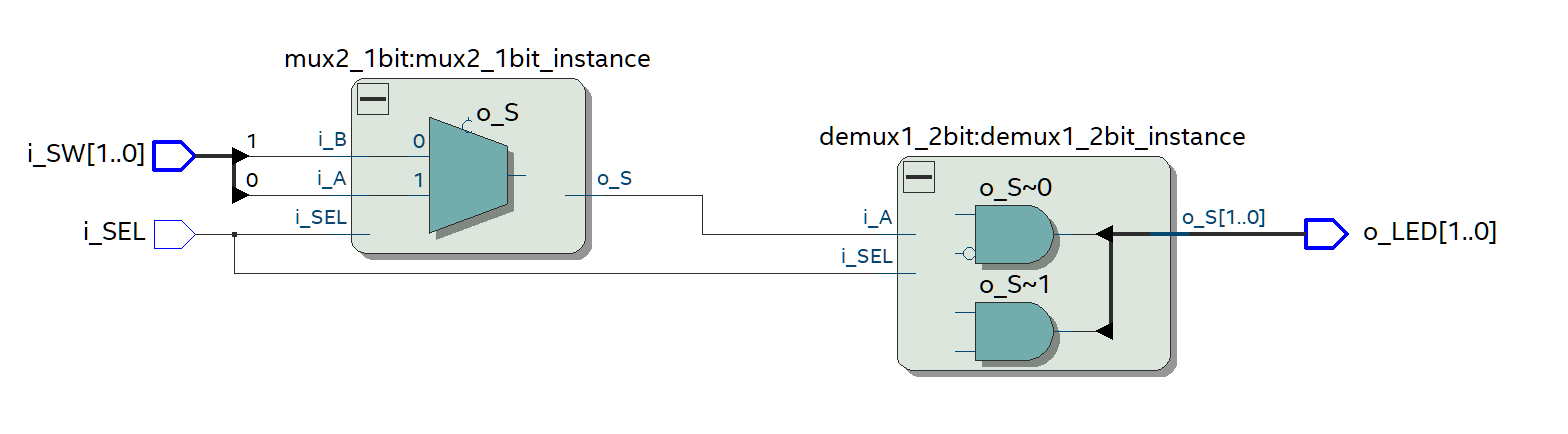 mux2_1bit:mux2_1bit_instance
o_S
i_SW[1..0]
1
i_B
0
0
i_A
1
o_S
i_SEL
i_SEL
demux1_2bit:demux1_2bit_instance
o_S~0
i_A
o_S[1..0]
o_LED[1..0]
i_SEL
o_S~1